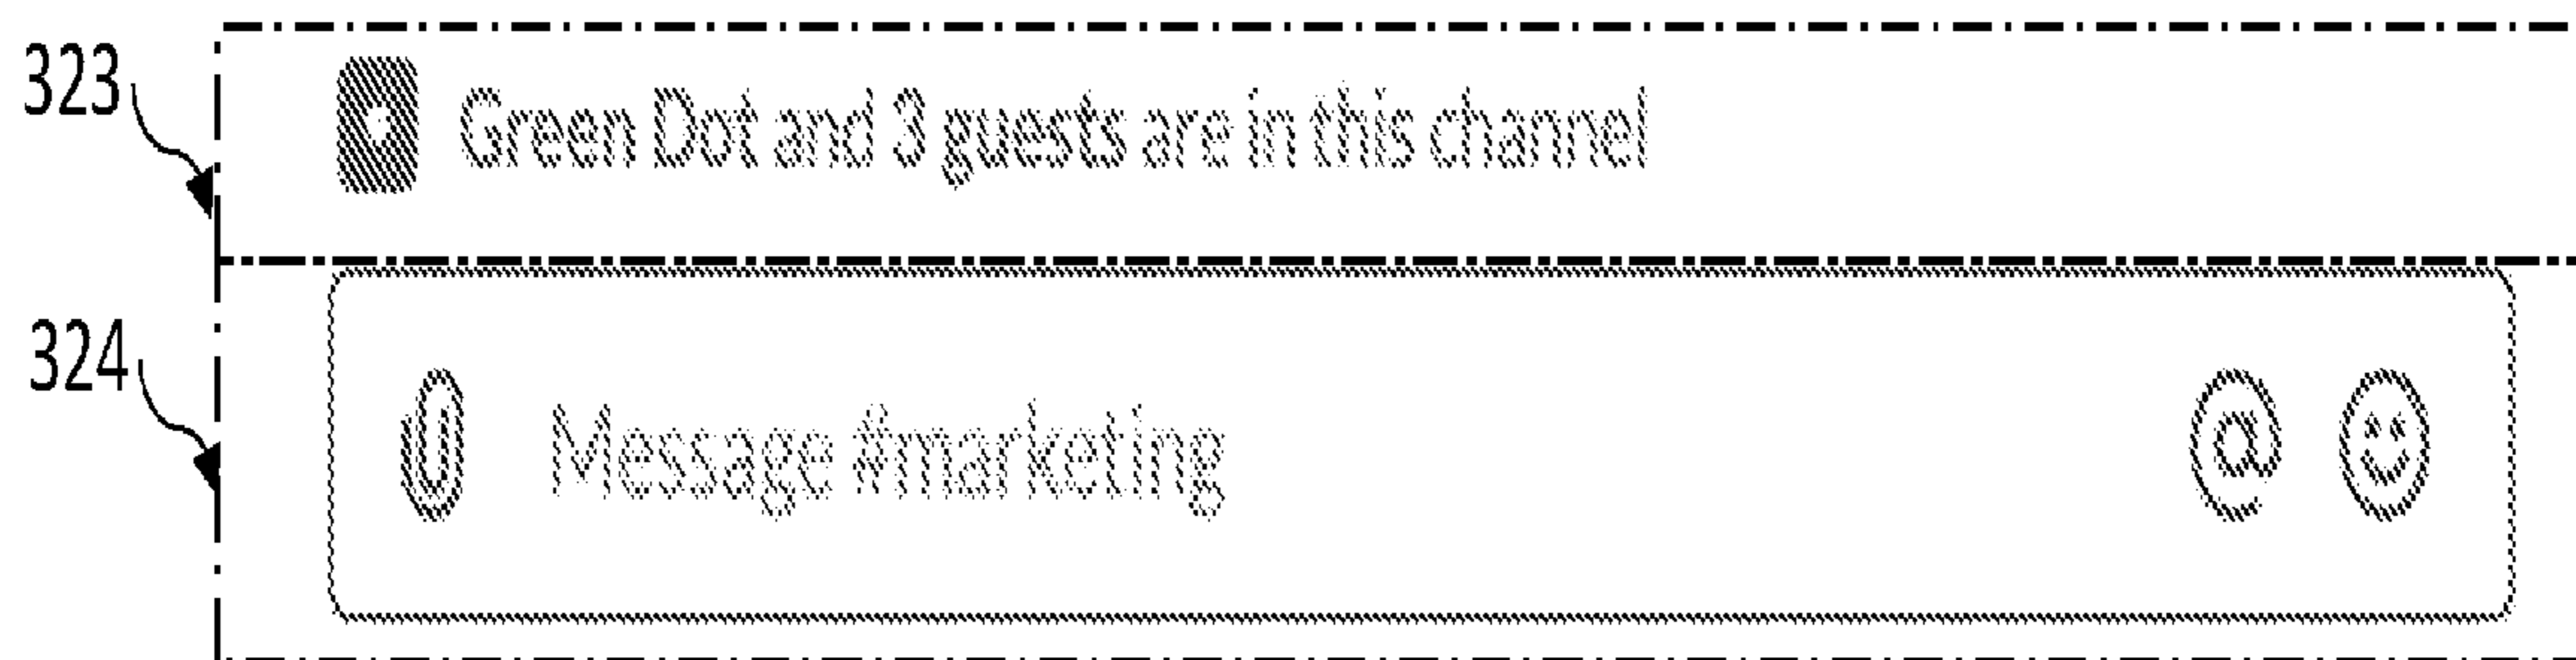 323
Green Dot and 3 guests are in this channel
324
Message #marketing @